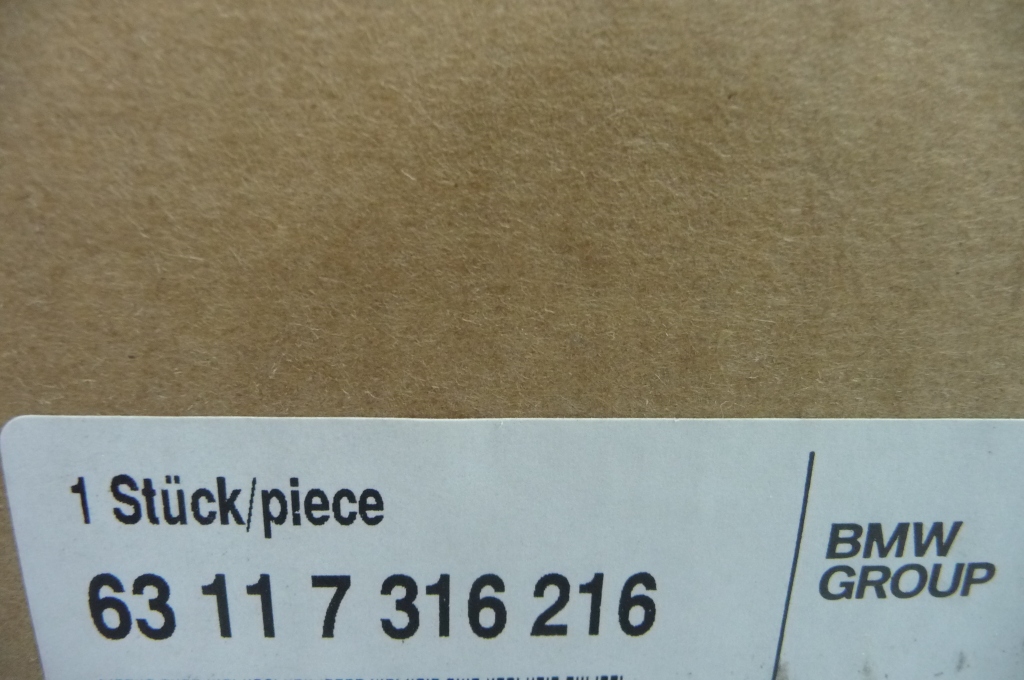 1 Stück/piece
63 11 7 316 216
BMW
GROUP